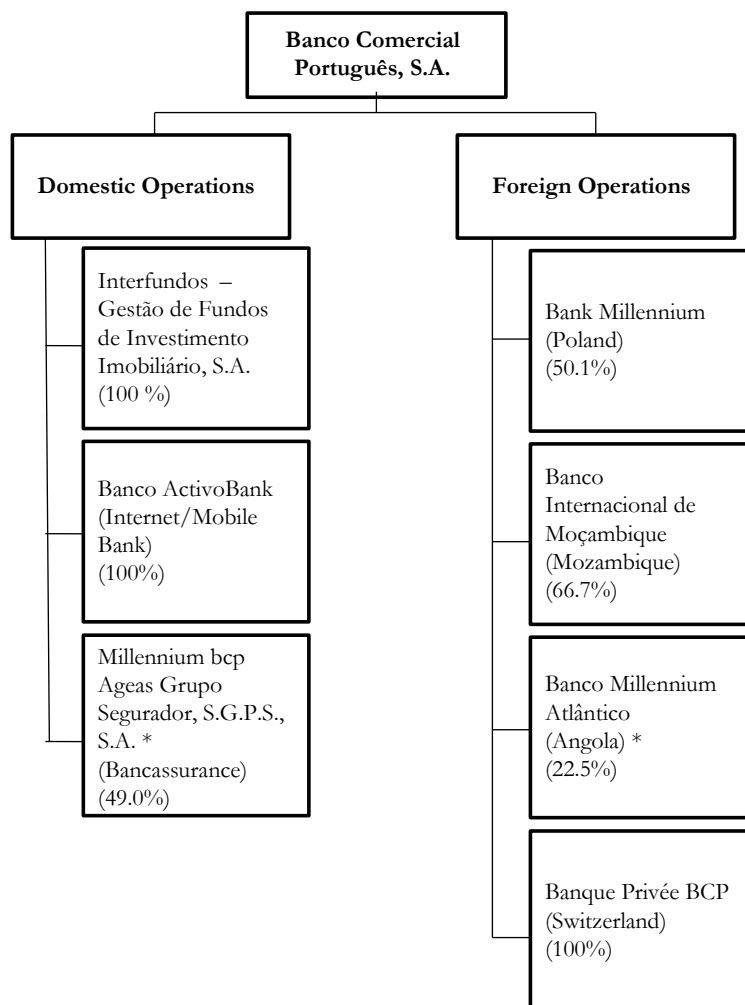 Banco Comercial
Português, S.A.
Domestic Operations
Interfundos –
Gestão de Fundos
de Investimento
Imobiliário, S.A.
(100 %)
Banco ActivoBank
(Internet/Mobile
Bank)
(100%)
Millennium bcp
Ageas Grupo
Segurador, S.G.P.S.,
S.A. *
(Bancassurance)
(49.0%)
Foreign Operations
Bank Millennium
(Poland)
(50.1%)
Banco
Internacional de
Moçambique
(Mozambique)
(66.7%)
Banco Millennium
Atlântico
(Angola) *
(22.5%)
Banque Privée BCP
(Switzerland)
(100%)